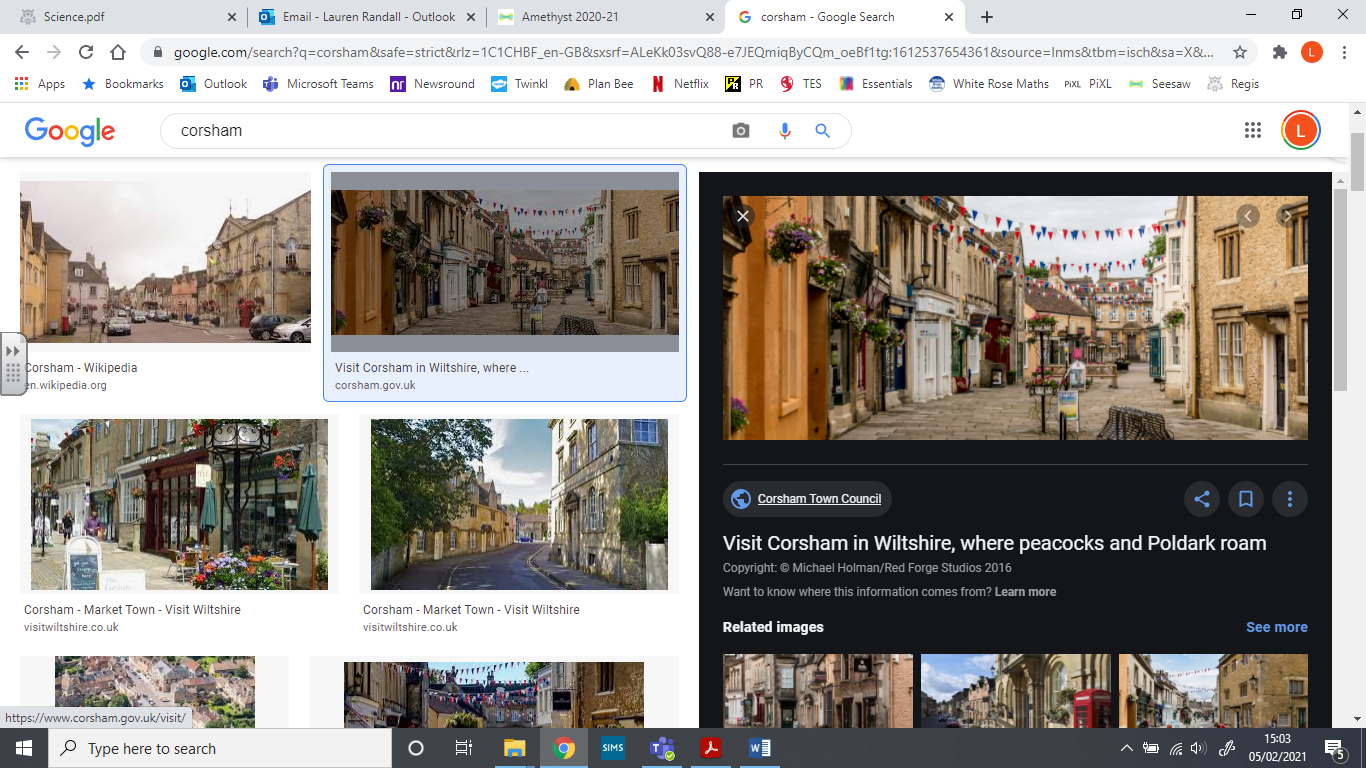 Science.pdf
Email - Lauren Randall - Outlook
Amethyst 2020-21
corsham - Google Search
google.com/search?q=corsham&safe=strict&rlz=1C1CHBF_en-GB&sxsrf=ALeKk03svQ88-e7JEQmiqByCQm_oeBf1tg:1612537654361&source=lnms&tbm=isch&sa=X&...
L
Apps
Bookmarks
Outlook
Microsoft Teams
nr Newsround
Twinkl
Plan Bee
N Netflix
PR
TES
Essentials
White Rose Maths
PiXL PiXL
Seesaw
Regis
Google
corsham
L
Corsham - Wikipedia
en.wikipedia.org
Visit Corsham in Wiltshire, where ...
corsham.gov.uk
Corsham - Market Town - Visit Wiltshire
visitwiltshire.co.uk
Corsham - Market Town - Visit Wiltshire
visitwiltshire.co.uk
Corsham Town Council
Visit Corsham in Wiltshire, where peacocks and Poldark roam
Copyright: © Michael Holman/Red Forge Studios 2016
Want to know where this information comes from? Learn more
Related images
See more
https://www.corsham.gov.uk/visit/
Type here to search
SIMS
15:03
05/02/2021
5